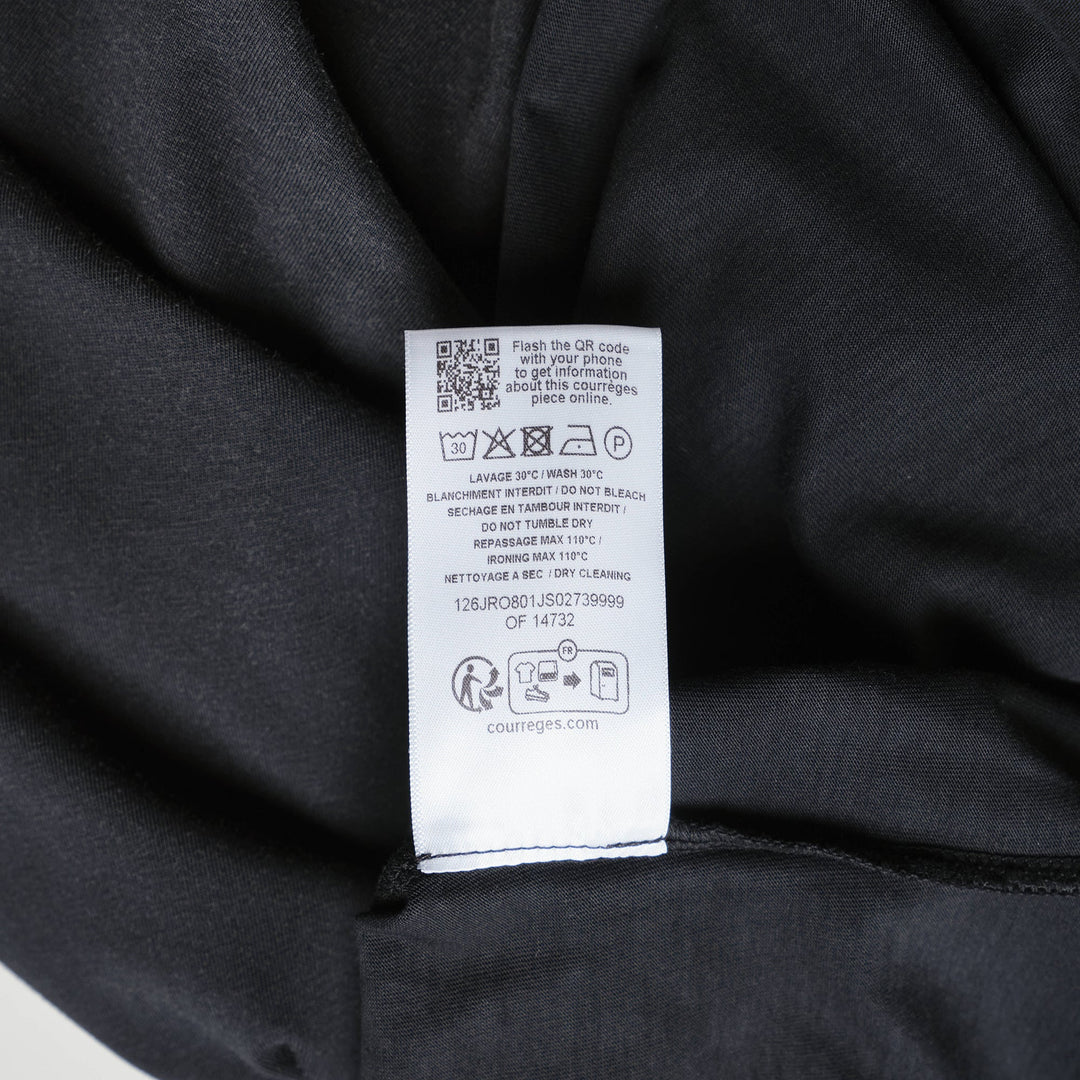 Flash the QR code
with your phone
to get information
about this courrèges
piece online.
30
P
LAVAGE 30°C / WASH 30°C
BLANCHIMENT INTERDIT / DO NOT BLEACH
SECHAGE EN TAMBOUR INTERDIT /
DO NOT TUMBLE DRY
REPASSAGE MAX 110°C /
IRONING MAX 110°C
NETTOYAGE A SEC / DRY CLEANING
126JRO801JS02739999
OF 14732
FR
courreges.com